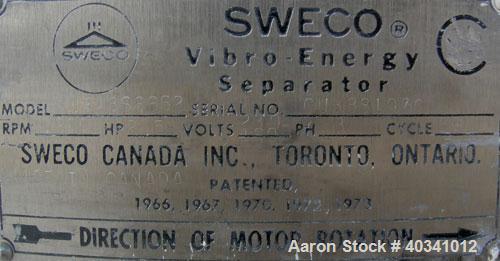 SWECO
SWECO®
Vibro-Energy
Separator
MODEL SERIAL NO.
RPM HP VOLTS PH CYCLE
SWECO CANADA INC., TORONTO, ONTARIO.
CANADA
PATENTED,
1966, 1967, 1970, 1972, 1973
DIRECTION OF MOTOR ROTATION
Aaron Stock #40341012